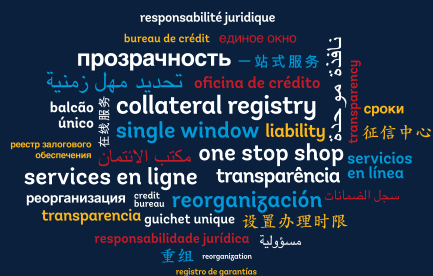 responsabilité juridique
bureau de crédit
единое окно
прозрачность
一站式服务
نافذة موحدة
transparency
تحديد مهل زمنية
oficina de crédito
balcão
único
在线服务
collateral registry
сроки
single window
liability
征信中心
реестр залогового
обеспечения
مكتب الائتمان
one stop shop
servicios
en línea
services en ligne
transparência
реорганизация
credit
bureau
reorganización
سجل الضمانات
transparencia
guichet unique
设置办理时限
responsabilidade jurídica
مسؤولية
重组
reorganization
registro de garantías